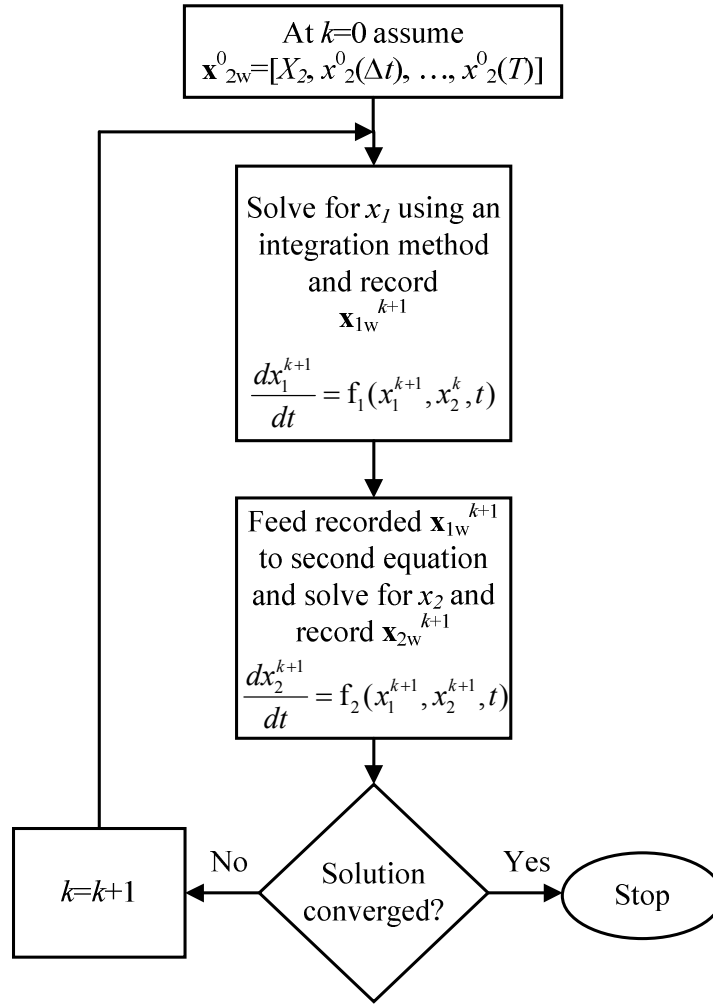 At k=0 assume
x⁰₂w=[X₂, x⁰₂(Δt), …, x⁰₂(T)]
Solve for x₁ using an
integration method
and record
x₁w^{k+1}
dx₁^{k+1}/dt = f₁(x₁^{k+1}, x₂^k, t)
Feed recorded x₁w^{k+1}
to second equation
and solve for x₂ and
record x₂w^{k+1}
dx₂^{k+1}/dt = f₂(x₁^{k+1}, x₂^{k+1}, t)
No
Yes
k=k+1
Solution
converged?
Stop